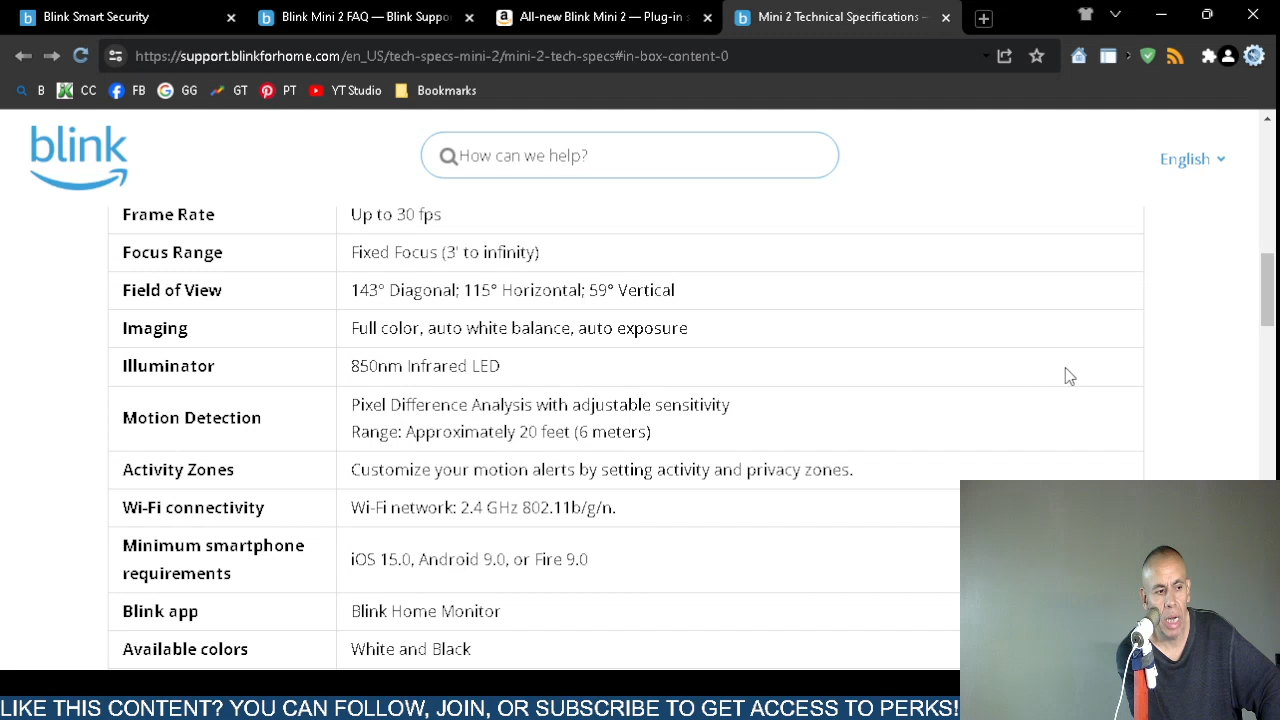 Blink Smart Security
Blink Mini 2 FAQ — Blink Suppo
All-new Blink Mini 2 — Plug-in s
Mini 2 Technical Specifications –
https://support.blinkforhome.com/en_US/tech-specs-mini-2/mini-2-tech-specs#in-box-content-0
B
CC
FB
GG
GT
PT
YT Studio
Bookmarks
blink
How can we help?
English
Frame Rate
Up to 30 fps
Focus Range
Fixed Focus (3' to infinity)
Field of View
143° Diagonal; 115° Horizontal; 59° Vertical
Imaging
Full color, auto white balance, auto exposure
Illuminator
850nm Infrared LED
Motion Detection
Pixel Difference Analysis with adjustable sensitivity
Range: Approximately 20 feet (6 meters)
Activity Zones
Customize your motion alerts by setting activity and privacy zones.
Wi-Fi connectivity
Wi-Fi network: 2.4 GHz 802.11b/g/n.
Minimum smartphone
requirements
iOS 15.0, Android 9.0, or Fire 9.0
Blink app
Blink Home Monitor
Available colors
White and Black
LIKE THIS CONTENT? YOU CAN FOLLOW, JOIN, OR SUBSCRIBE TO GET ACCESS TO PERKS!